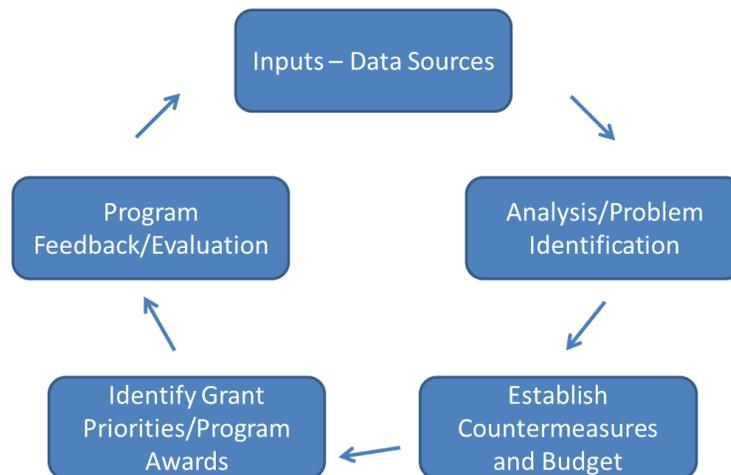 Inputs – Data Sources
Analysis/Problem
Identification
Establish
Countermeasures
and Budget
Identify Grant
Priorities/Program
Awards
Program
Feedback/Evaluation